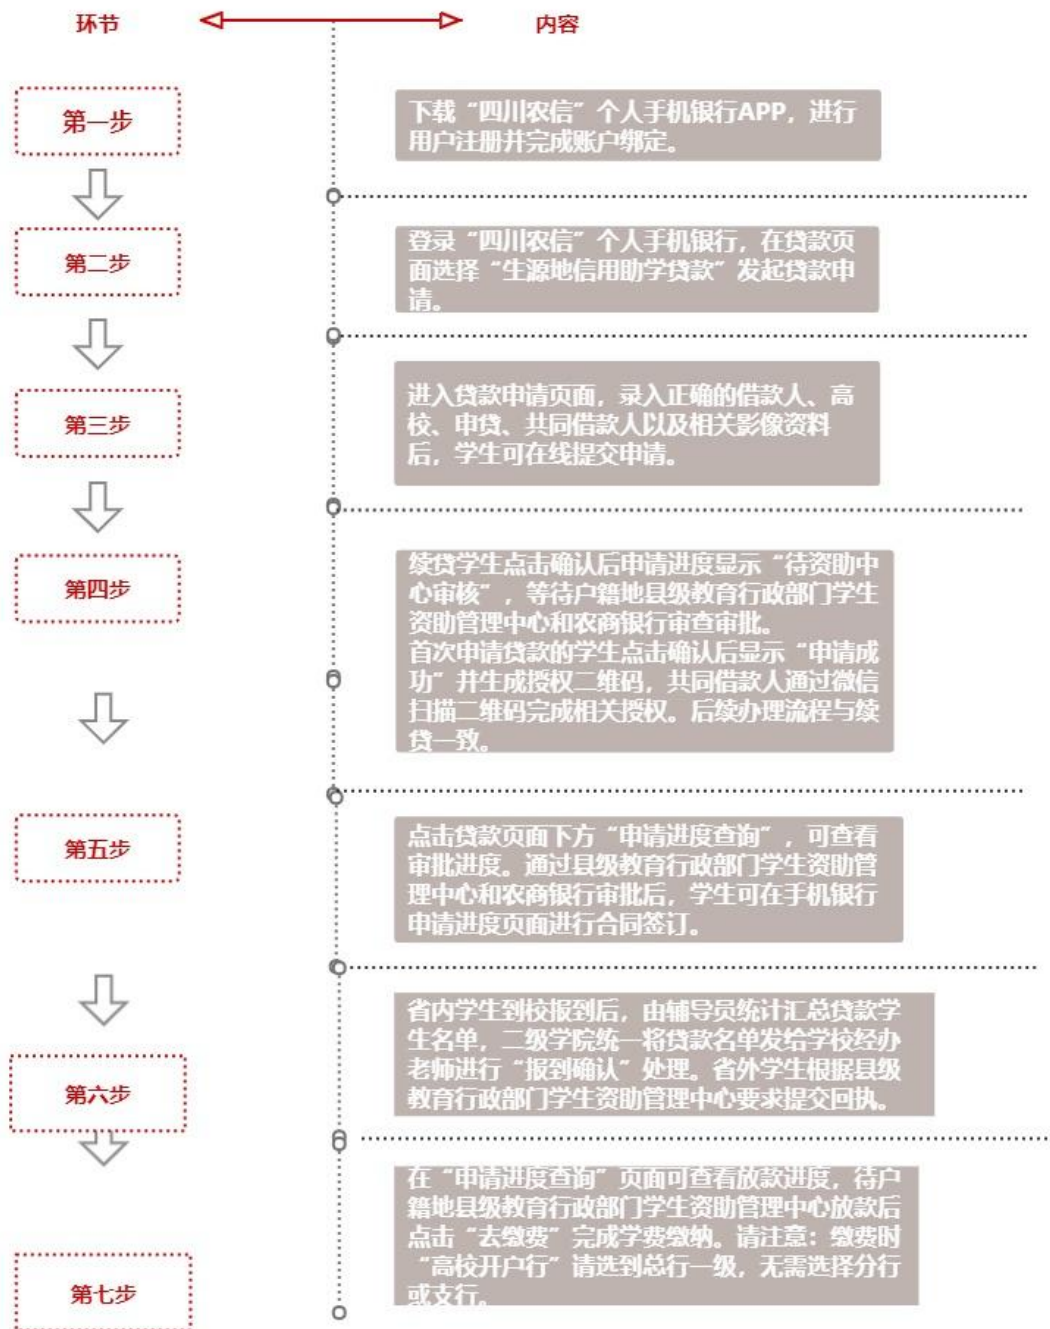 环节
内容
第一步
下载“四川农信”个人手机银行APP，进行
用户注册并完成账户绑定。
第二步
登录“四川农信”个人手机银行，在贷款页
面选择“生源地信用助学贷款”发起贷款申
请。
第三步
进入贷款申请页面，录入正确的借款人、高
校、申贷、共同借款人以及相关影像资料
后，学生可在线提交申请。
第四步
续贷学生点击确认后申请进度显示“待资助中
心审核”，等待户籍地县级教育行政部门学生
资助管理中心和农商银行审查审批。
首次申请贷款的学生点击确认后显示“申请成
功”并生成授权二维码，共同借款人通过微信
扫描二维码完成相关授权。后续办理流程与续
贷一致。
第五步
点击贷款页面下方“申请进度查询”，可查看
审批进度。通过县级教育行政部门学生资助管
理中心和农商银行审批后，学生可在手机银行
申请进度页面进行合同签订。
第六步
省内学生到校报到后，由辅导员统计汇总贷款学
生名单，二级学院统一将贷款名单发给学校经办
老师进行“报到确认”处理。省外学生根据县级
教育行政部门学生资助管理中心要求提交回执。
第七步
在“申请进度查询”页面可查看放款进度，待户
籍地县级教育行政部门学生资助管理中心放款后
点击“去缴费”完成学费缴纳。请注意：缴费时
“高校开户行”请选到总行一级，无需选择分行
或支行。